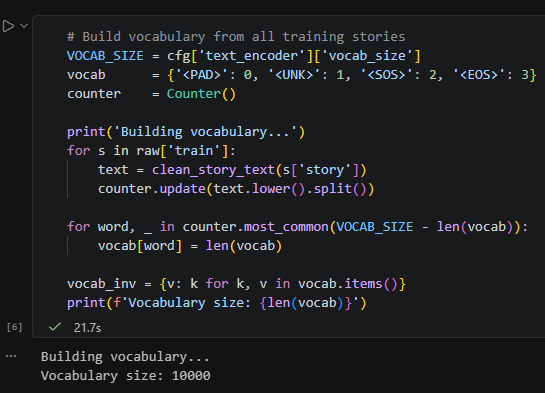 # Build vocabulary from all training stories
VOCAB_SIZE = cfg['text_encoder']['vocab_size']
vocab      = {'<PAD>': 0, '<UNK>': 1, '<SOS>': 2, '<EOS>': 3}
counter    = Counter()

print('Building vocabulary...')
for s in raw['train']:
    text = clean_story_text(s['story'])
    counter.update(text.lower().split())

for word, _ in counter.most_common(VOCAB_SIZE - len(vocab)):
    vocab[word] = len(vocab)

vocab_inv = {v: k for k, v in vocab.items()}
print(f'Vocabulary size: {len(vocab)}')
[6] 21.7s
... Building vocabulary...
Vocabulary size: 10000